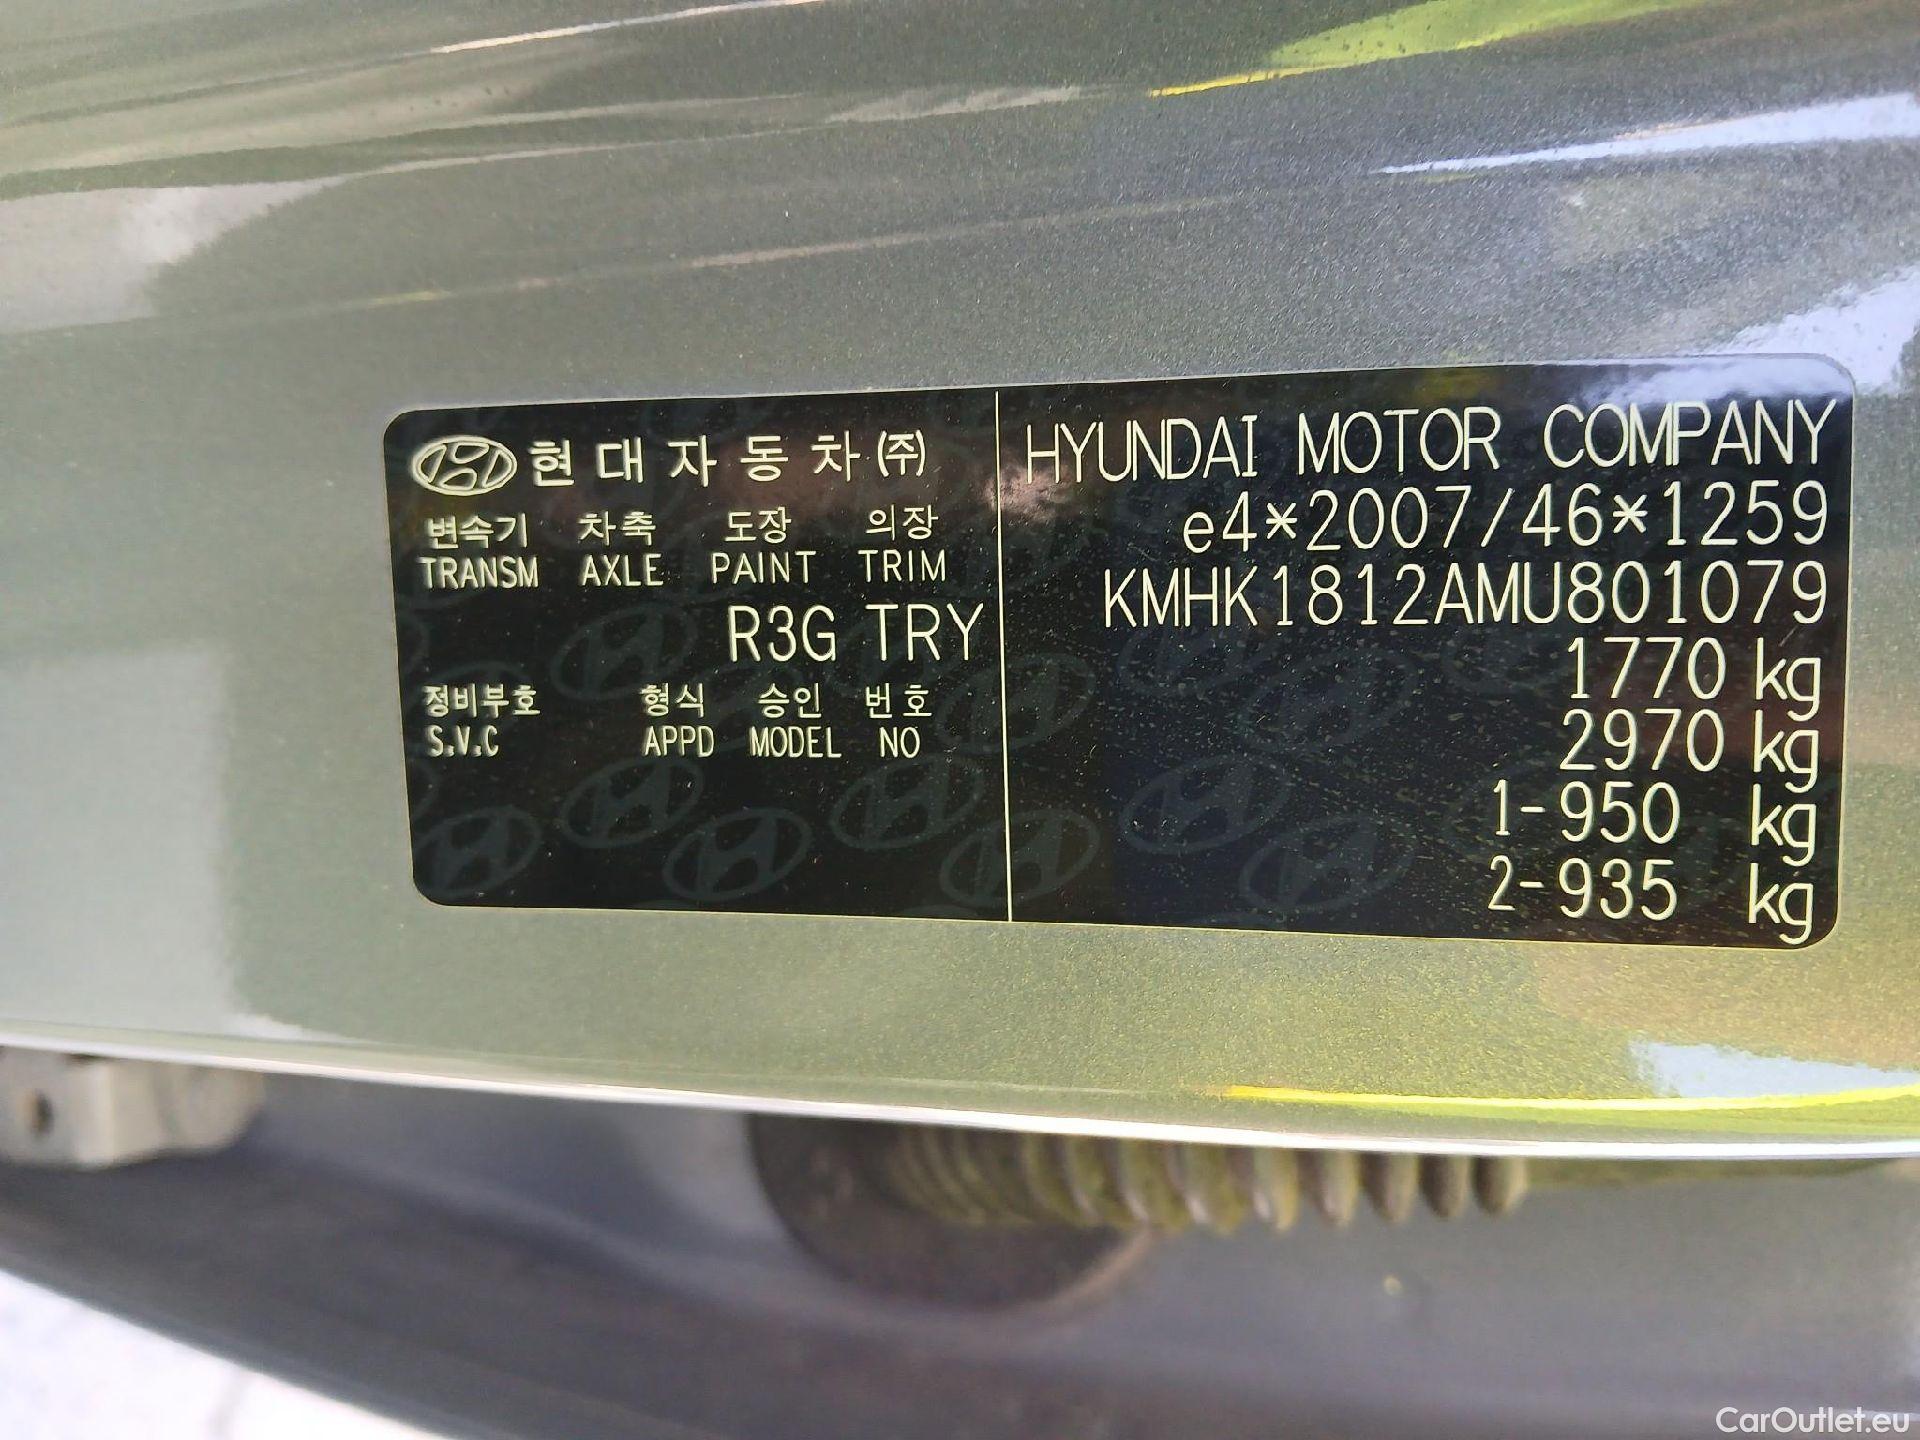 현대자동차(주)
변속기 차축 도장 의장
TRANSM AXLE PAINT TRIM
R3G TRY
정비부호 형식 승인 번호
S.V.C APPD MODEL NO
HYUNDAI MOTOR COMPANY
e4*2007/46*1259
KMHK1812AMU801079
1770 kg
2970 kg
1-950 kg
2-935 kg
CarOutlet.eu